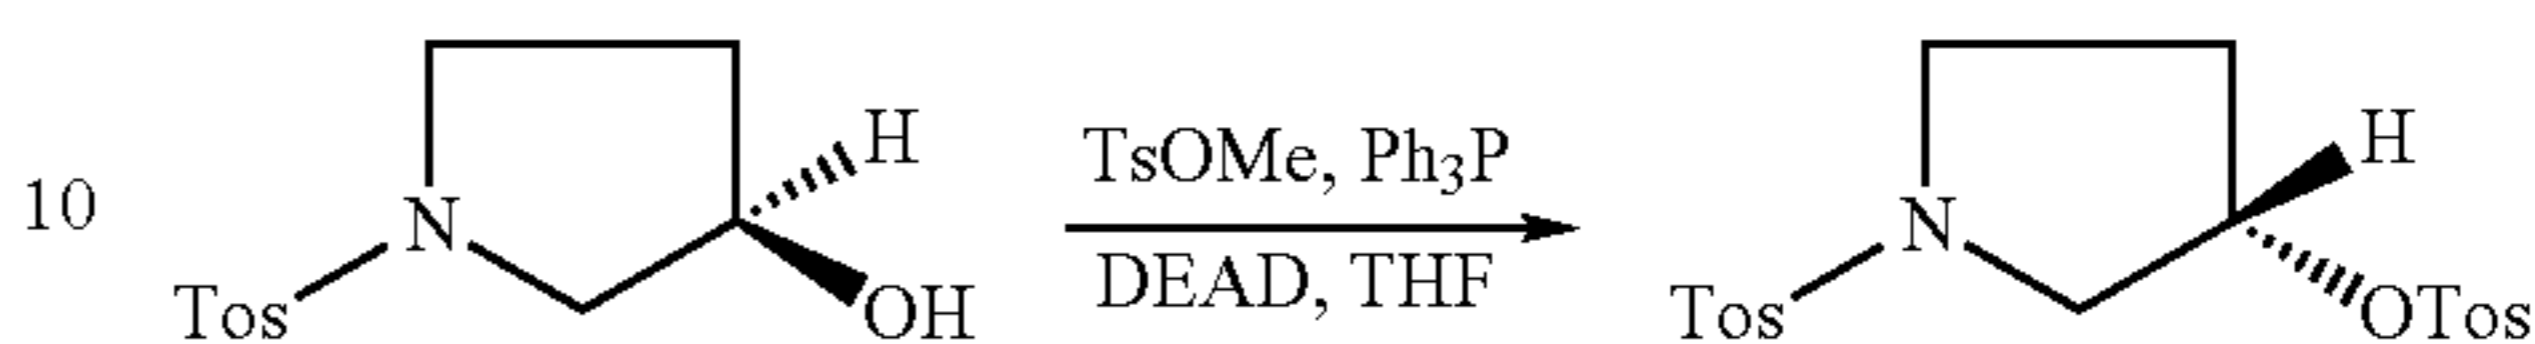 H H
TsOMe, Ph3P
10 N N
DEAD, THF
Tos OH Tos OTos